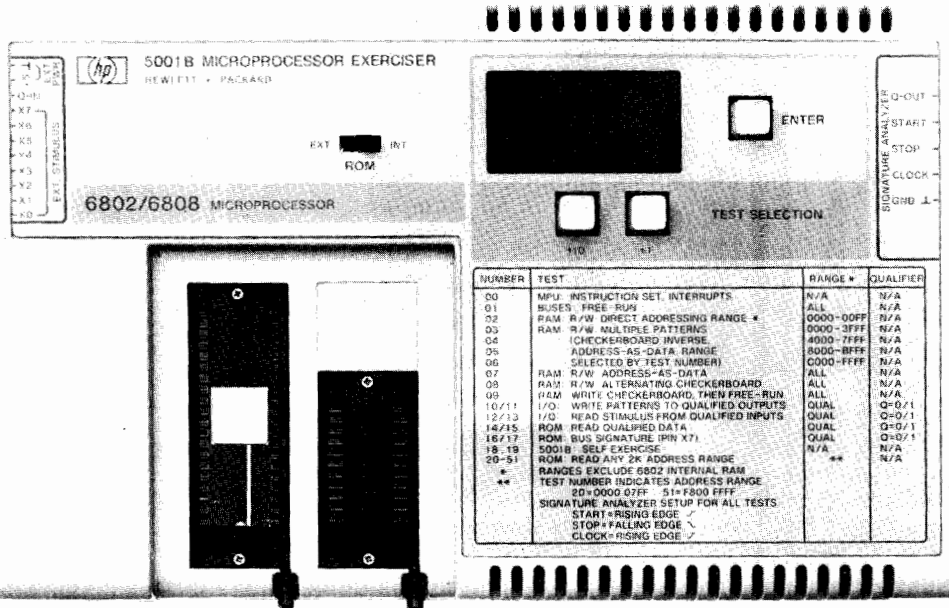 hp
5001B MICROPROCESSOR EXERCISER
HEWLETT • PACKARD
EXT
PWR
Q-IN
X7
X6
X5
X4
X3
X2
X1
X0
EXT. STIMULUS
EXT INT
ROM
6802/6808 MICROPROCESSOR
ENTER
TEST SELECTION
+10 +1
SIGNATURE ANALYZER
Q-OUT
START
STOP
CLOCK
GND ⊥
NUMBER TEST RANGE * QUALIFIER
00 MPU: INSTRUCTION SET, INTERRUPTS N/A N/A
01 BUSES: FREE-RUN ALL N/A
02 RAM: R/W DIRECT ADDRESSING RANGE * 0000-00FF N/A
03 RAM: R/W MULTIPLE PATTERNS 0000-3FFF N/A
04 (CHECKERBOARD INVERSE, 4000-7FFF N/A
05 ADDRESS-AS-DATA. RANGE 8000-BFFF N/A
06 SELECTED BY TEST NUMBER) C000-FFFF N/A
07 RAM: R/W ADDRESS-AS-DATA ALL N/A
08 RAM: R/W ALTERNATING CHECKERBOARD ALL N/A
09 RAM: WRITE CHECKERBOARD, THEN FREE-RUN ALL N/A
10/11 I/O: WRITE PATTERNS TO QUALIFIED OUTPUTS QUAL Q=0/1
12/13 I/O: READ STIMULUS FROM QUALIFIED INPUTS QUAL Q=0/1
14/15 ROM: READ QUALIFIED DATA QUAL Q=0/1
16/17 ROM: BUS SIGNATURE (PIN X7) QUAL Q=0/1
18,19 5001B: SELF EXERCISE N/A N/A
20-51 ROM: READ ANY 2K ADDRESS RANGE ** N/A
* RANGES EXCLUDE 6802 INTERNAL RAM
** TEST NUMBER INDICATES ADDRESS RANGE
20=0000 07FF 51=F800 FFFF
SIGNATURE ANALYZER SETUP FOR ALL TESTS
START=RISING EDGE
STOP=FALLING EDGE
CLOCK=RISING EDGE